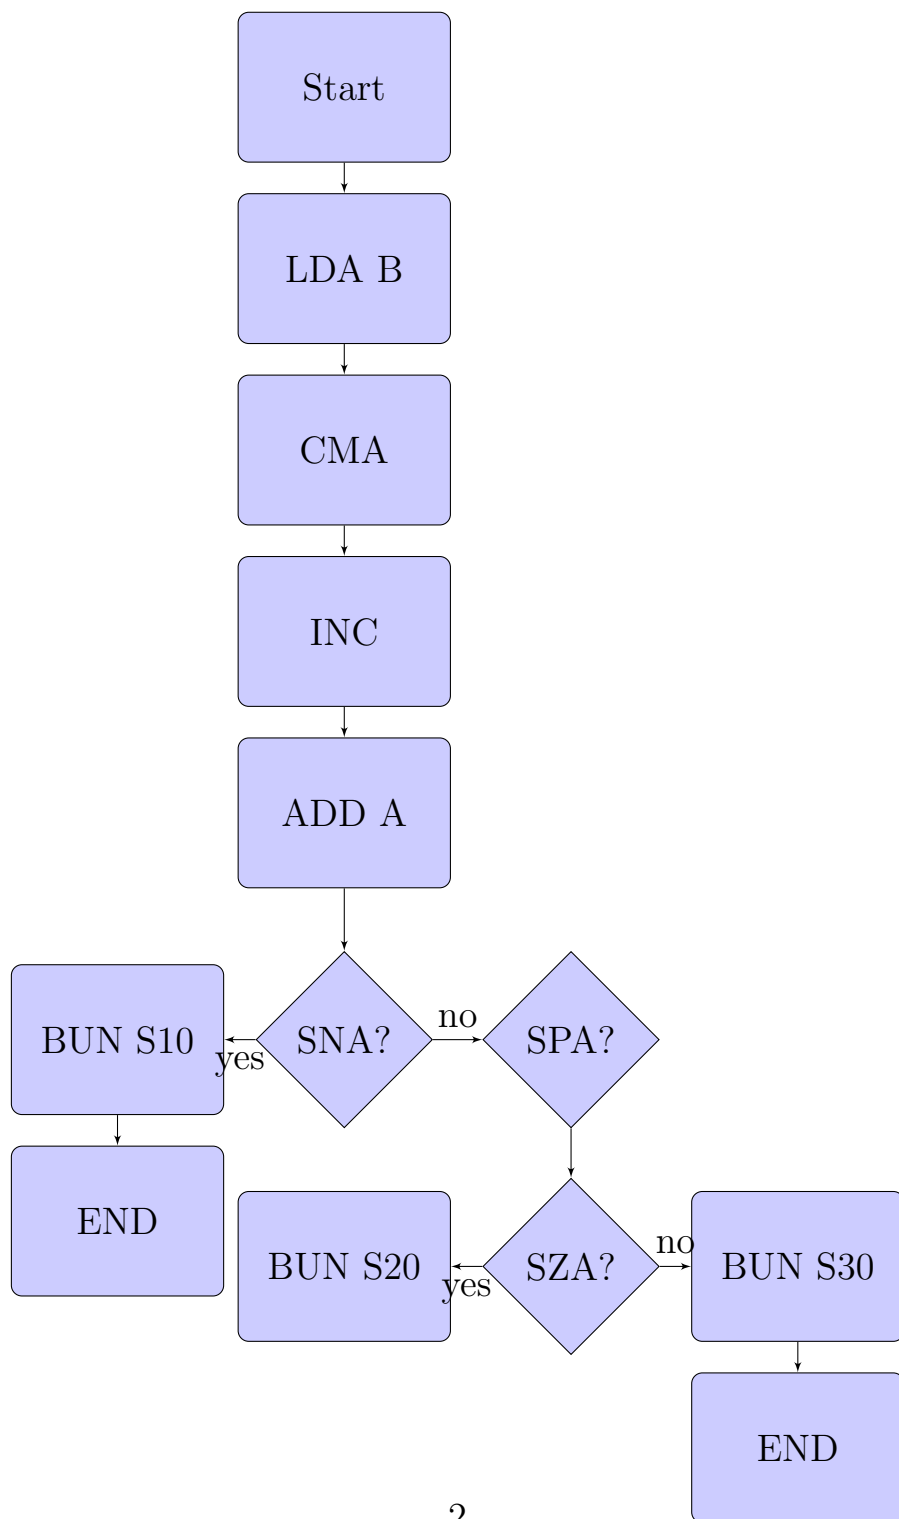 Start
LDA B
CMA
INC
ADD A
BUN S10
yes
SNA?
no
SPA?
END
BUN S20
yes
SZA?
no
BUN S30
END
2